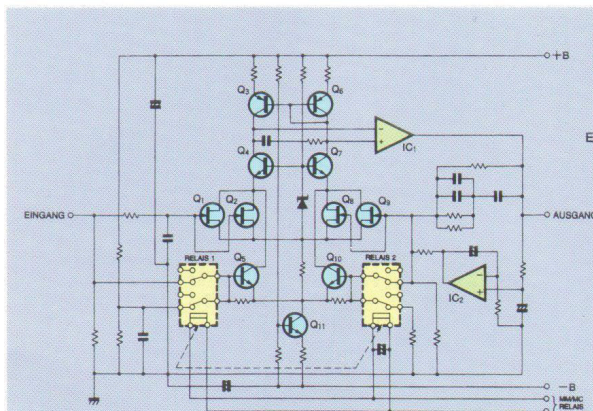 +B
Q3
Q6
IC1
E
Q4
Q7
Q1
Q2
Q8
Q9
EINGANG
AUSGANG
RELAIS 1
Q5
Q10
RELAIS 2
IC2
Q11
−B
MM/MC
RELAIS